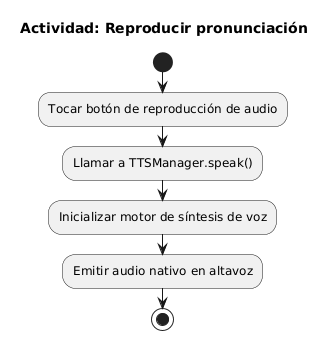 Actividad: Reproducir pronunciación
Tocar botón de reproducción de audio
Llamar a TTSManager.speak()
Inicializar motor de síntesis de voz
Emitir audio nativo en altavoz